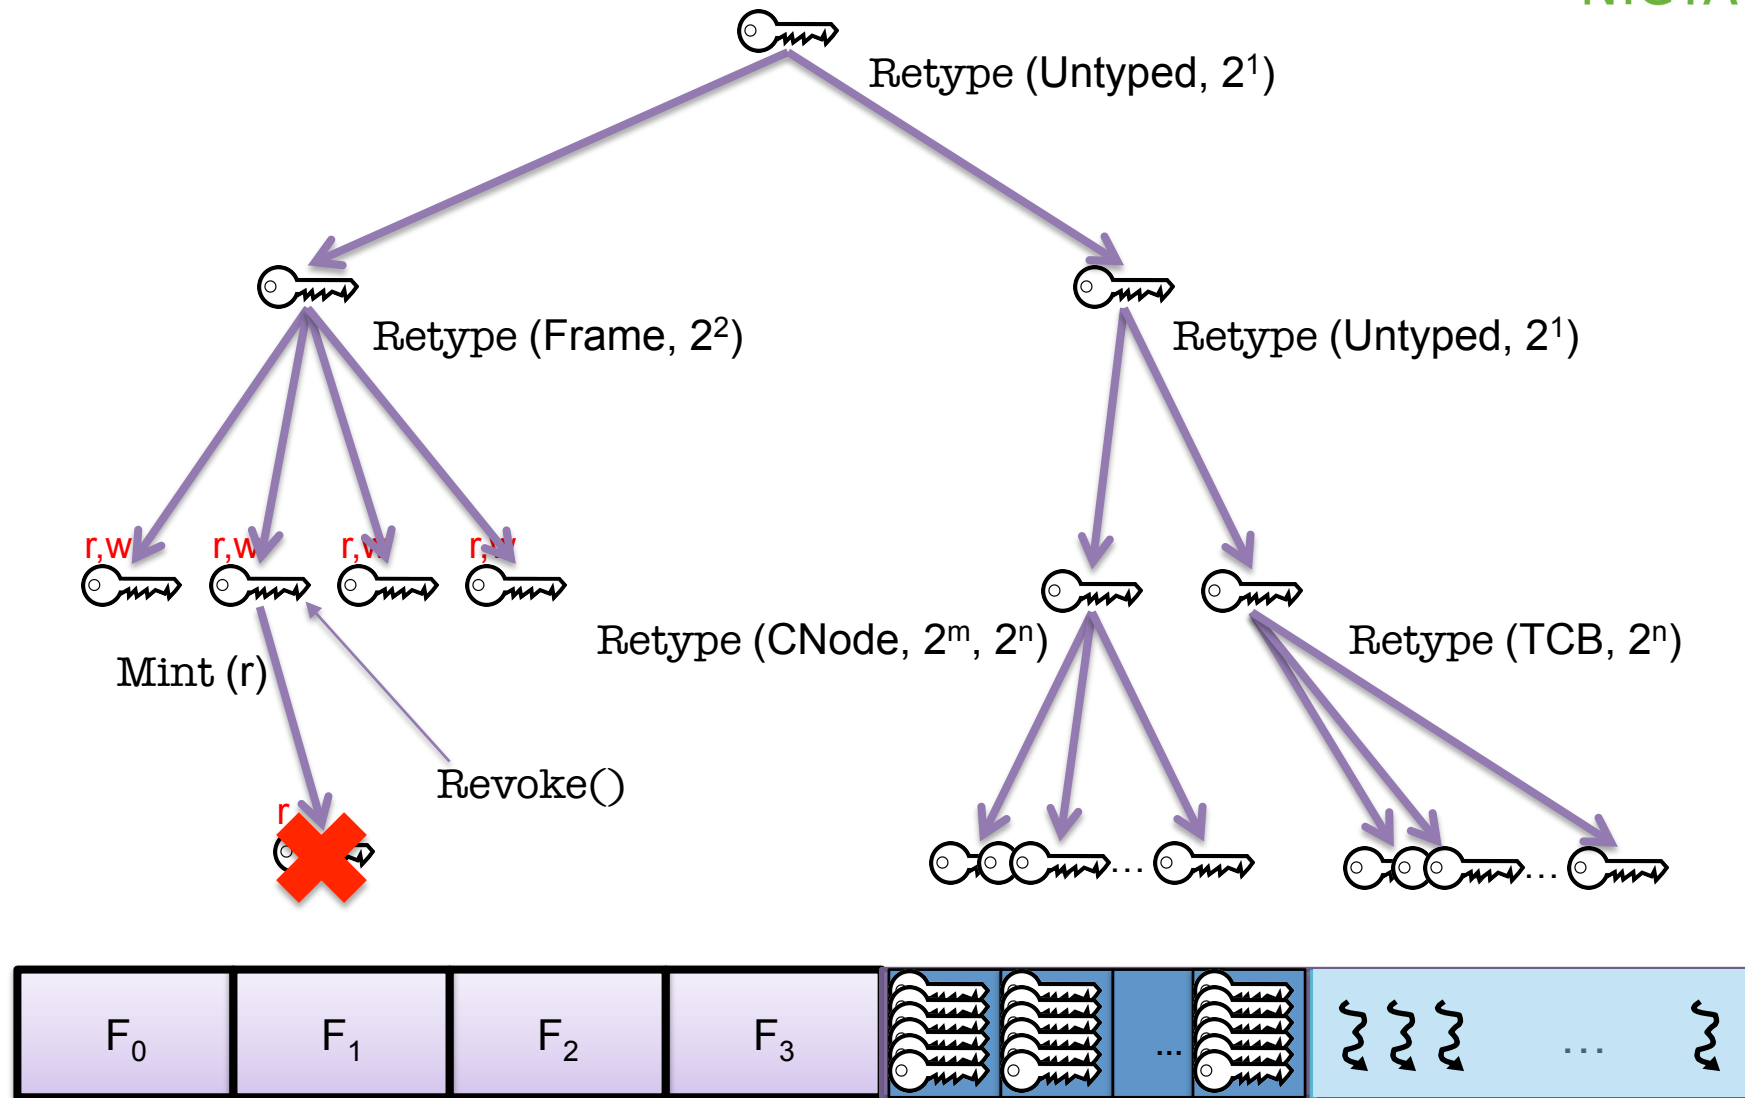 Retype (Untyped, 2¹)
Retype (Frame, 2²)
Retype (Untyped, 2¹)
r,w
r,w
r,w
r,w
Retype (CNode, 2ᵐ, 2ⁿ)
Retype (TCB, 2ⁿ)
Mint (r)
Revoke()
r
...
...
F₀
F₁
F₂
F₃
...
...